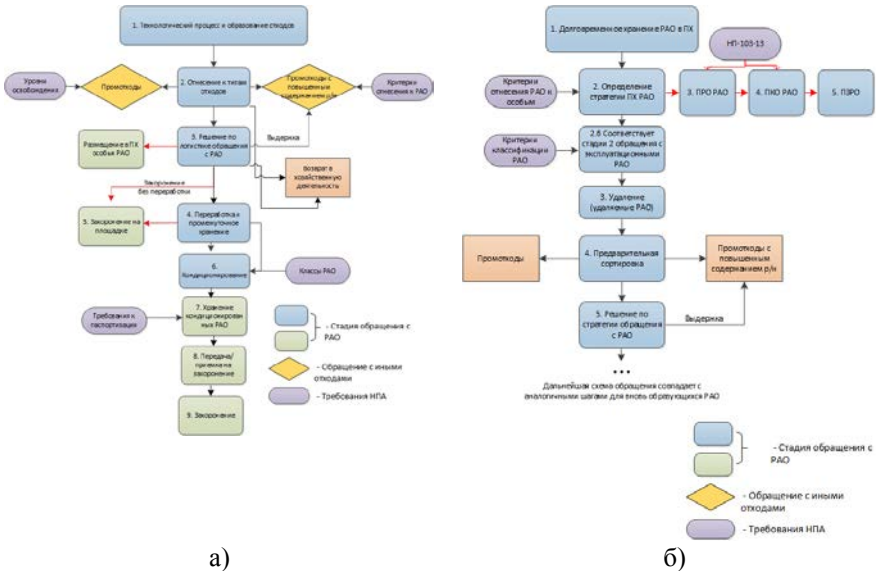 1. Технологический процесс и образование отходов
Уровни
освобождения
Промотходы
2. Отнесение к типам
отходов
Промотходы с
повышенным
содержанием р/н
Критерии
отнесения к РАО
Размещение в ПХ
особых РАО
3. Решение по
логистике обращения
с РАО
Выдержка
Возврат в
хозяйственную
деятельность
Захоронение
без переработки
5. Захоронение на
площадке
4. Переработка и
промежуточное
хранение
6.
Кондиционирование
Классы РАО
Требования к
паспортизации
7. Хранение
кондиционирован
ных РАО
8. Передача/
приемка на
захоронение
9. Захоронение
- Стадия обращения с
РАО
- Обращение с иными
отходами
- Требования НПА
а)
1. Долговременное хранение РАО в ПХ
НП-103-13
Критерии
отнесения РАО к
особым
2. Определение
стратегии ПХ РАО
3. ПРО РАО
4. ПКО РАО
5. ПЗРО
Критерии
классификации
РАО
2.б Соответствует
стадии 2 обращения с
эксплуатационными
РАО
3. Удаление
(удаляемые РАО)
Промотходы
4. Предварительная
сортировка
Промотходы с
повышенным
содержанием р/н
5. Решение по
стратегии обращения
с РАО
Выдержка
...
Дальнейшая схема обращения совпадает с
аналогичными шагами для вновь образующихся РАО
- Стадия обращения с
РАО
- Обращение с иными
отходами
- Требования НПА
б)